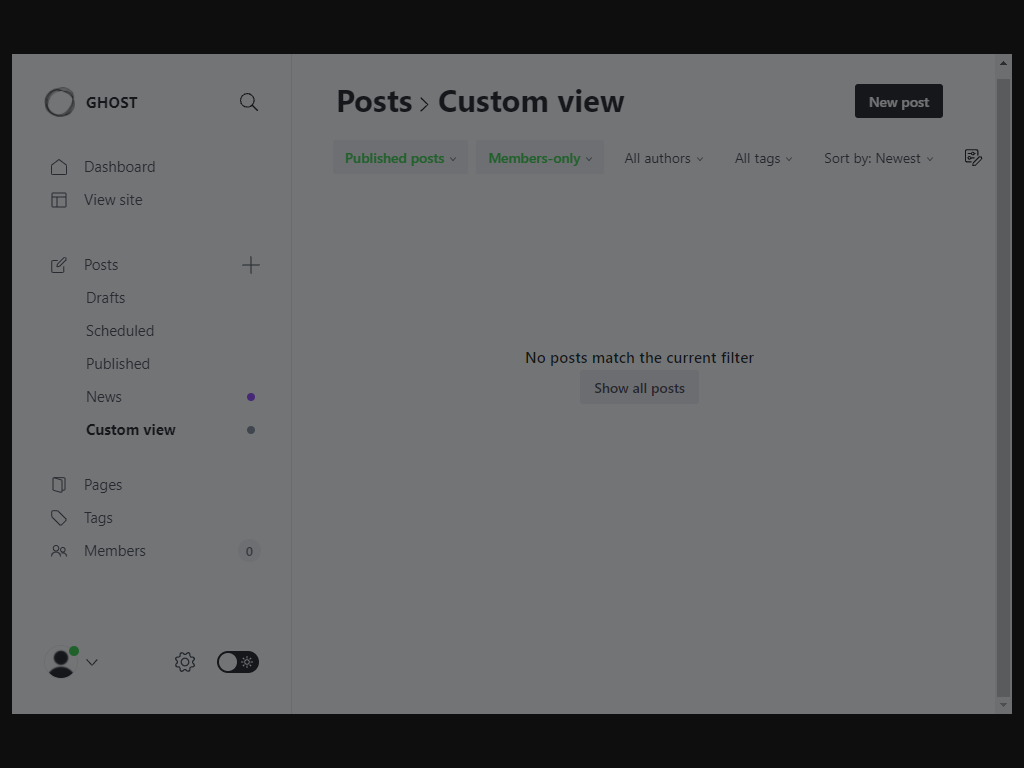 GHOST
Dashboard
View site
Posts
Drafts
Scheduled
Published
News
Custom view
Pages
Tags
Members 0
Posts > Custom view
New post
Published posts Members-only All authors All tags Sort by: Newest
No posts match the current filter
Show all posts